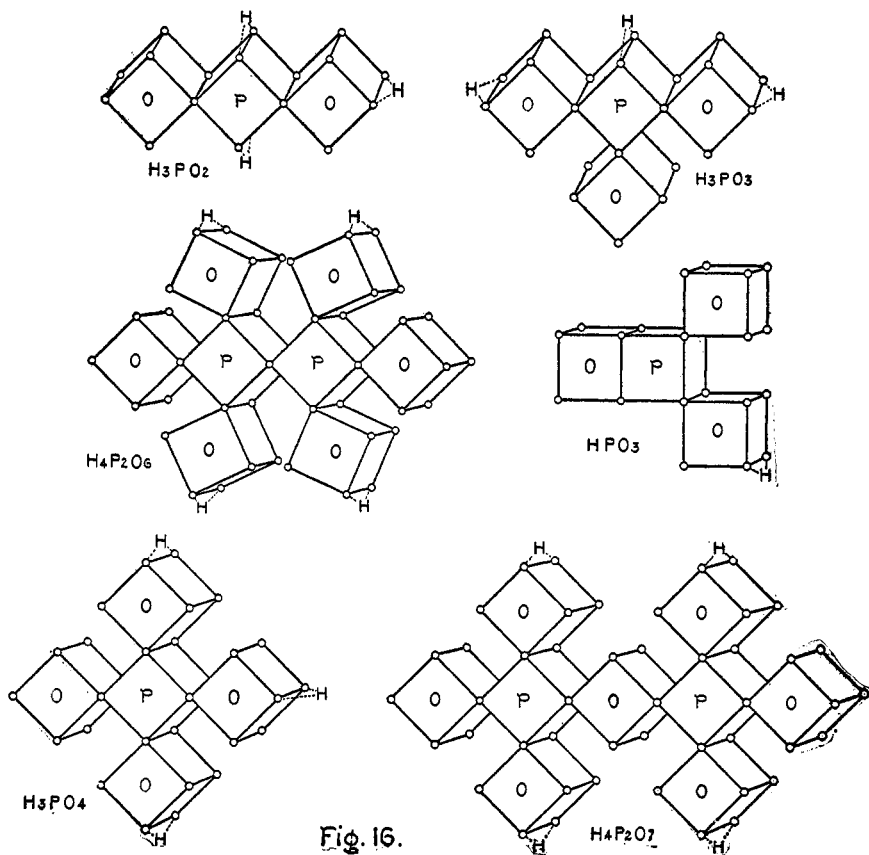 H
O P O H
H
H₃PO₂
H
H O P O H
O
H₃PO₃
H H
O O
O P P O
O O
H H
H₄P₂O₆
O
O P
O
H
HPO₃
H
O
O P O H
O
H
H₃PO₄
H H
O O
O P O P O
O O
H H
H₄P₂O₇
Fig. 16.